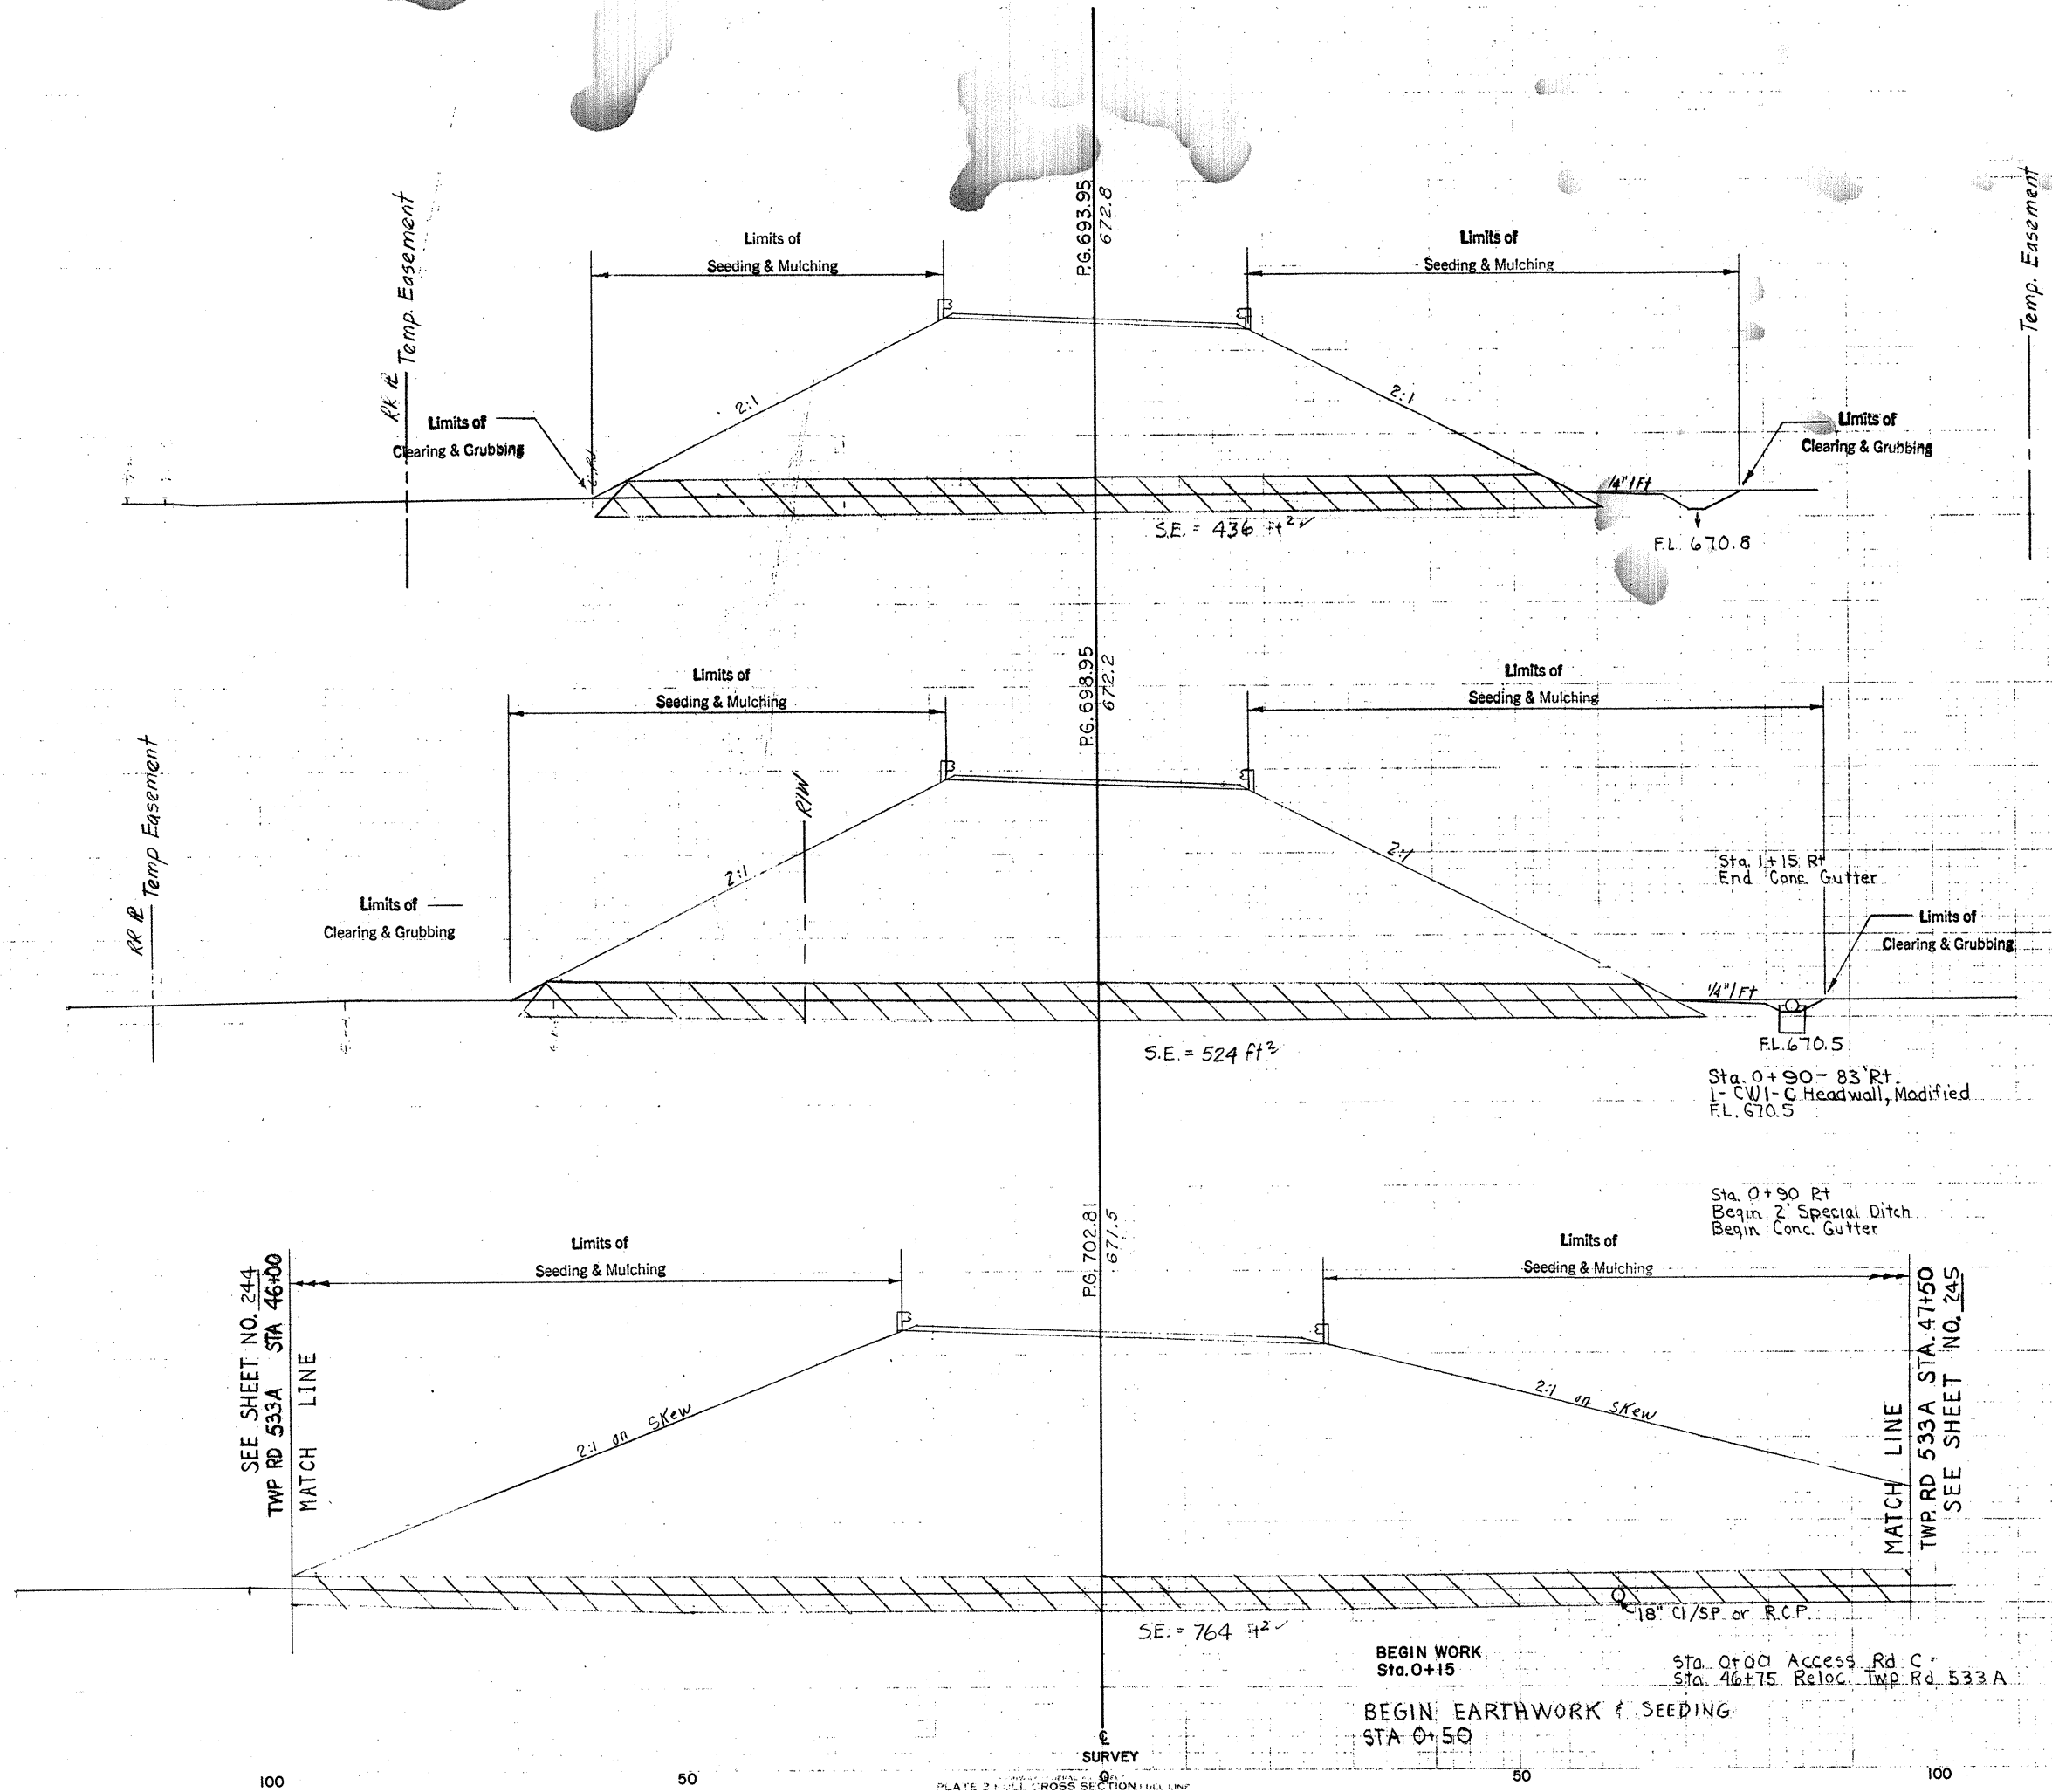 P.G. 693.95
672.8
Limits of
Seeding & Mulching
Limits of
Seeding & Mulching
RR ⅊ Temp. Easement
Temp. Easement
2:1
2:1
Limits of
Clearing & Grubbing
Limits of
Clearing & Grubbing
1/4"/Ft
S.E. = 436 ft²
F.L. 670.8
P.G. 698.95
672.2
Limits of
Seeding & Mulching
Limits of
Seeding & Mulching
RR ⅊ Temp Easement
R/W
2:1
2:1
Sta. 1+15 Rt
End Conc. Gutter
Limits of
Clearing & Grubbing
Limits of
Clearing & Grubbing
1/4"/Ft
S.E. = 524 ft²
F.L. 670.5
Sta. 0+90 - 83' Rt.
1- CW1-C Headwall, Modified
F.L. 670.5
Sta. 0+90 Rt
Begin 2' Special Ditch
Begin Conc. Gutter
P.G. 702.81
671.5
Limits of
Seeding & Mulching
Limits of
Seeding & Mulching
SEE SHEET NO. 244
TWP RD 533A STA 46+00
MATCH LINE
2:1 on Skew
2:1 on Skew
MATCH LINE
TWP. RD 533A STA. 47+50
SEE SHEET NO. 245
18" CI/SP or R.C.P.
S.E. = 764 ft²
BEGIN WORK
Sta. 0+15
Sta. 0+00 Access Rd C =
Sta. 46+75 Reloc. Twp Rd 533A
BEGIN EARTHWORK & SEEDING
STA 0+50
℄
SURVEY
100 50 0 50 100
PLATE 2 FULL CROSS SECTION FULL LINE